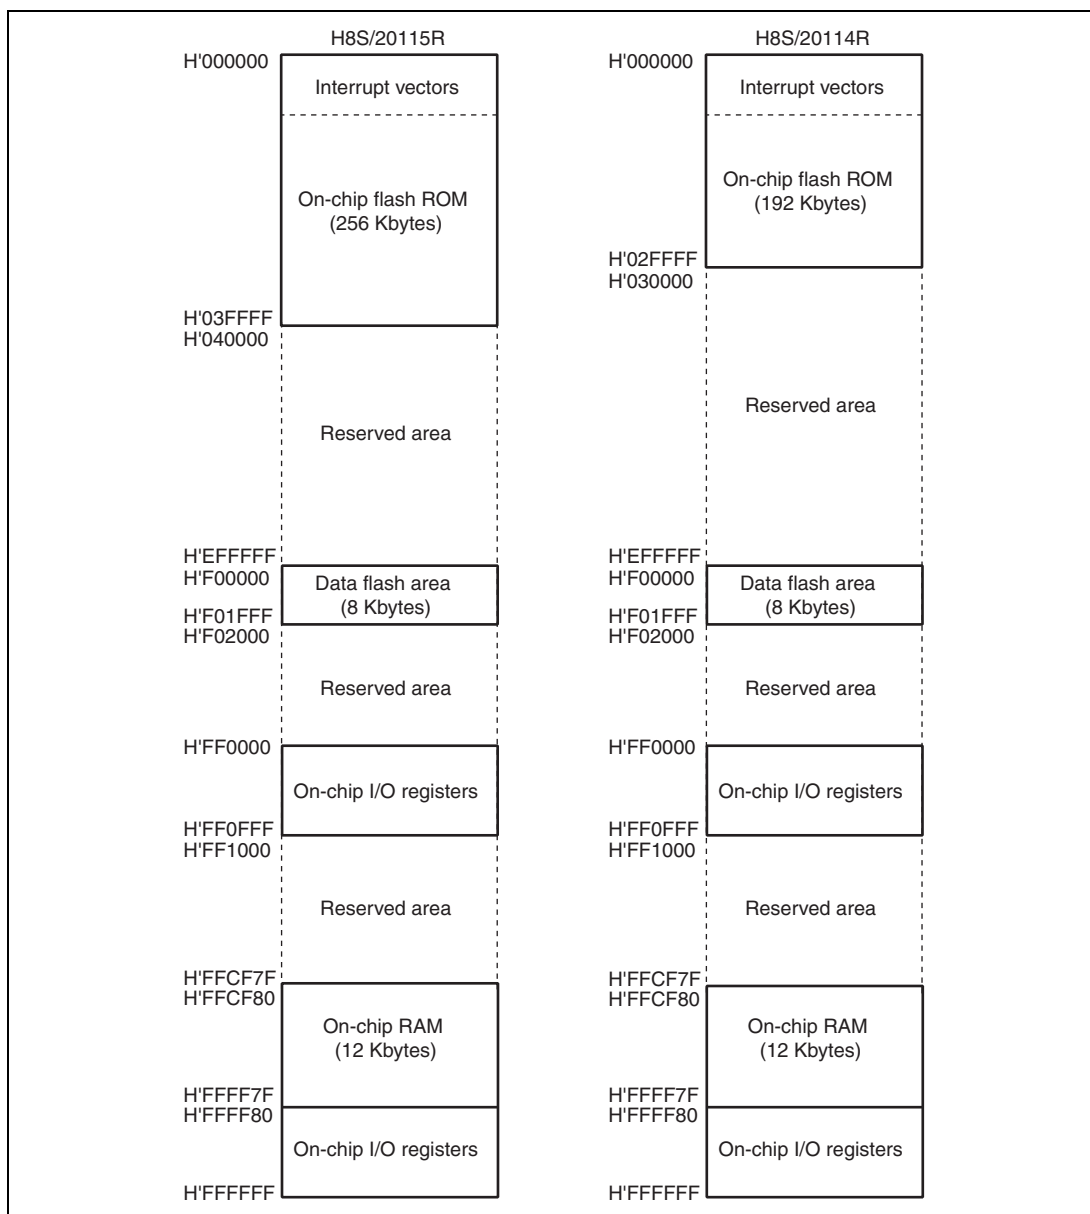 H8S/20115R
H'000000
Interrupt vectors
On-chip flash ROM
(256 Kbytes)
H'03FFFF
H'040000
Reserved area
H'EFFFFF
H'F00000
Data flash area
(8 Kbytes)
H'F01FFF
H'F02000
Reserved area
H'FF0000
On-chip I/O registers
H'FF0FFF
H'FF1000
Reserved area
H'FFCF7F
H'FFCF80
On-chip RAM
(12 Kbytes)
H'FFFF7F
H'FFFF80
On-chip I/O registers
H'FFFFFF
H8S/20114R
H'000000
Interrupt vectors
On-chip flash ROM
(192 Kbytes)
H'02FFFF
H'030000
Reserved area
H'EFFFFF
H'F00000
Data flash area
(8 Kbytes)
H'F01FFF
H'F02000
Reserved area
H'FF0000
On-chip I/O registers
H'FF0FFF
H'FF1000
Reserved area
H'FFCF7F
H'FFCF80
On-chip RAM
(12 Kbytes)
H'FFFF7F
H'FFFF80
On-chip I/O registers
H'FFFFFF